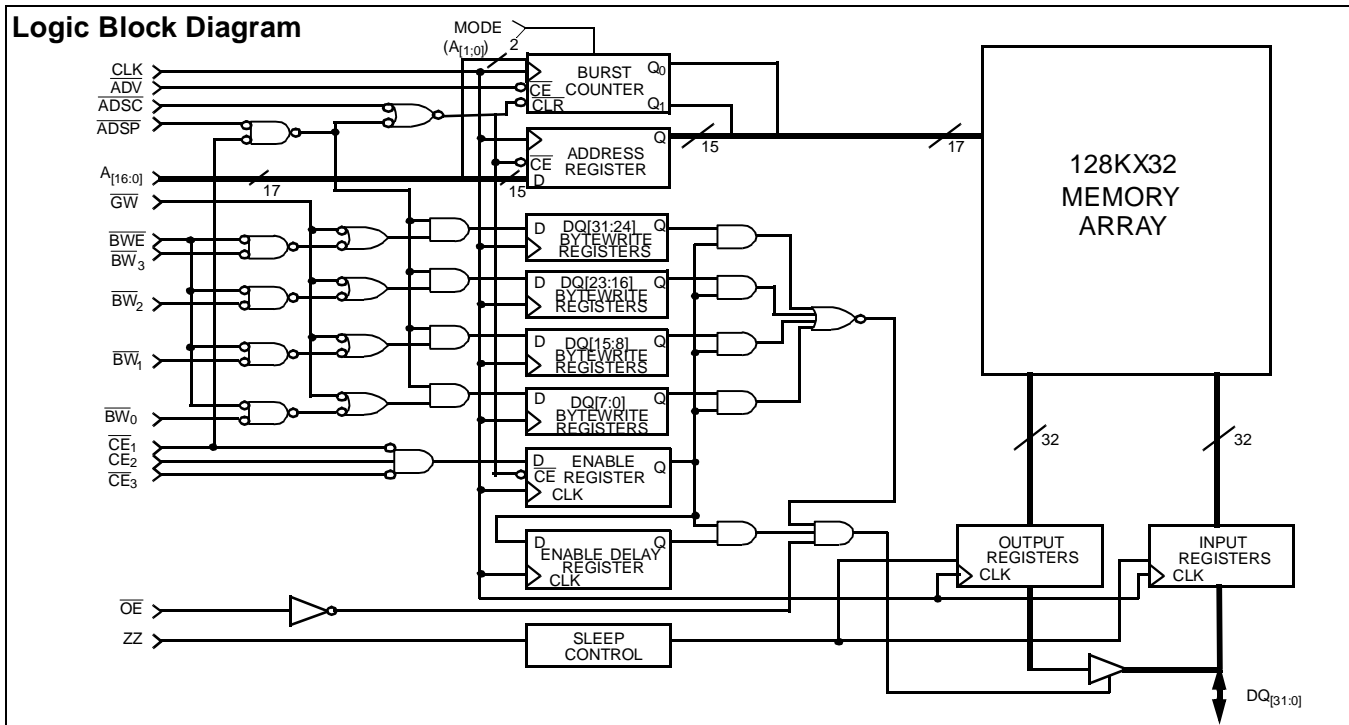 Logic Block Diagram
MODE
(A[1;0])
2
CLK
ADV
ADSC
ADSP
A[16:0]
GW
BWE
BW3
BW2
BW1
BW0
CE1
CE2
CE3
OE
ZZ
17
15
BURST
COUNTER
CE
CLR
Q0
Q1
ADDRESS
REGISTER
CE
D
Q
15
17
128KX32
MEMORY
ARRAY
D DQ[31:24] Q
BYTEWRITE
REGISTERS
D DQ[23:16] Q
BYTEWRITE
REGISTERS
D DQ[15:8] Q
BYTEWRITE
REGISTERS
D DQ[7:0] Q
BYTEWRITE
REGISTERS
D ENABLE Q
CE REGISTER
CLK
D Q
ENABLE DELAY
REGISTER
CLK
SLEEP
CONTROL
32
32
OUTPUT
REGISTERS
CLK
INPUT
REGISTERS
CLK
DQ[31:0]